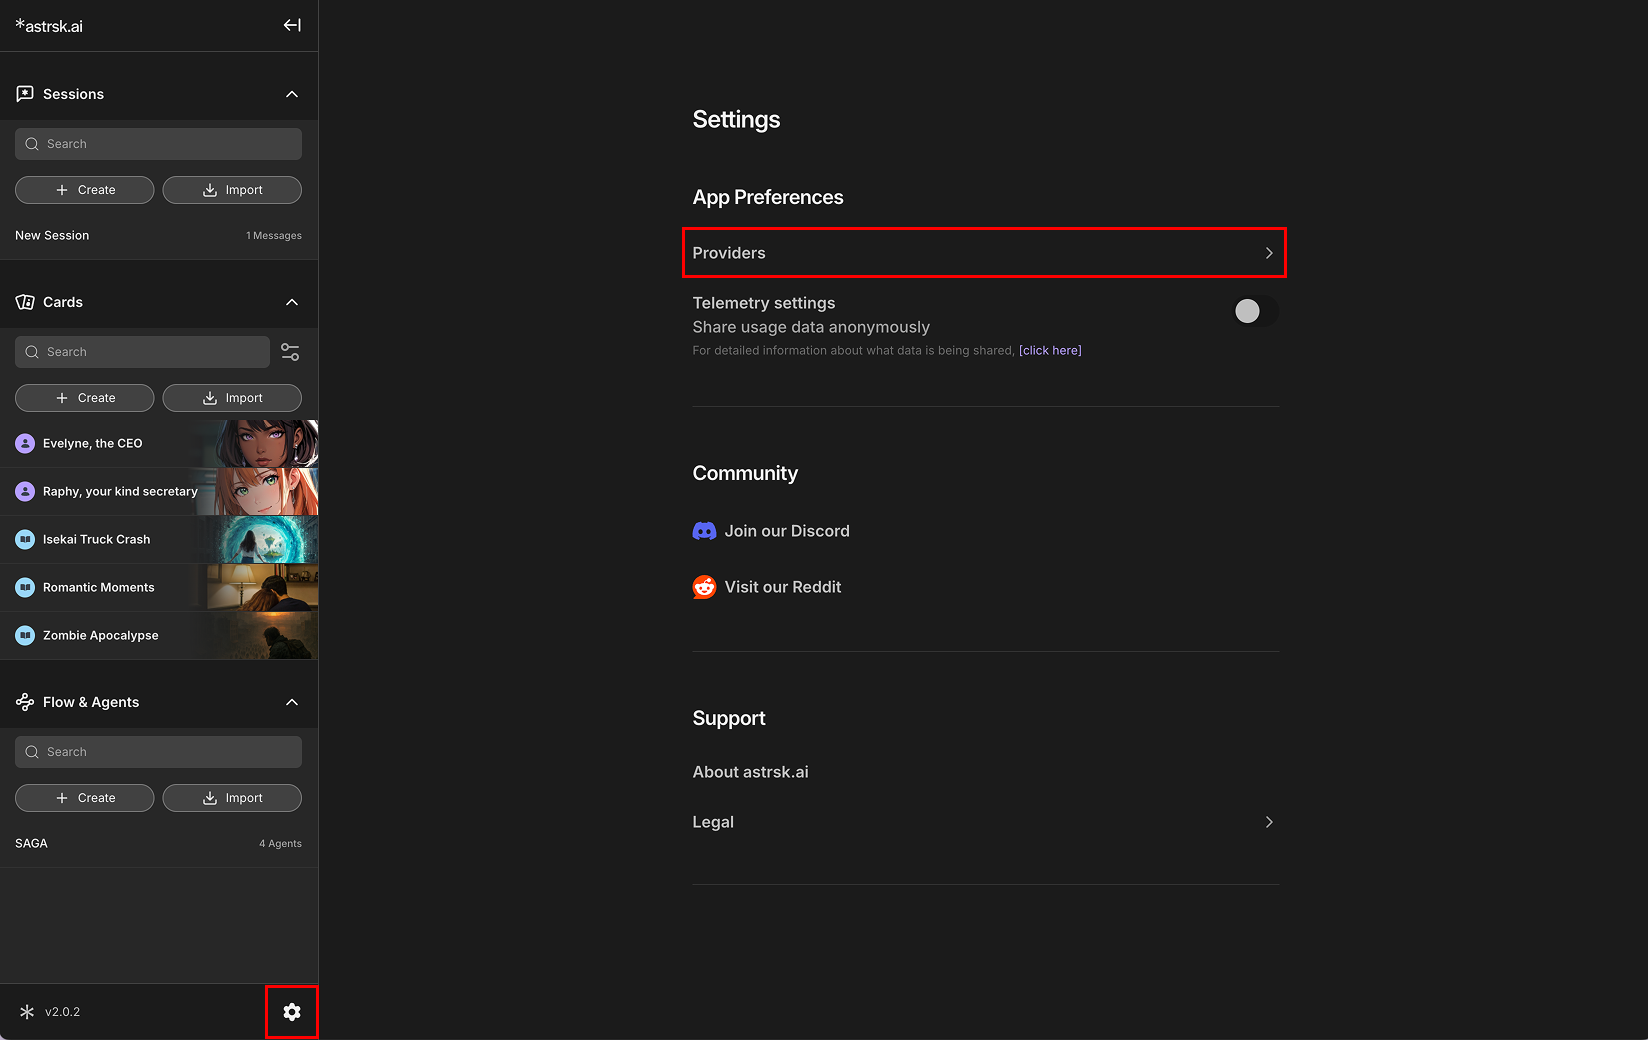 *astrsk.ai
Sessions
Search
Create
Import
New Session
1 Messages
Cards
Search
Create
Import
Evelyne, the CEO
Raphy, your kind secretary
Isekai Truck Crash
Romantic Moments
Zombie Apocalypse
Flow & Agents
Search
Create
Import
SAGA
4 Agents
v2.0.2
Settings
App Preferences
Providers
Telemetry settings
Share usage data anonymously
For detailed information about what data is being shared, [click here]
Community
Join our Discord
Visit our Reddit
Support
About astrsk.ai
Legal